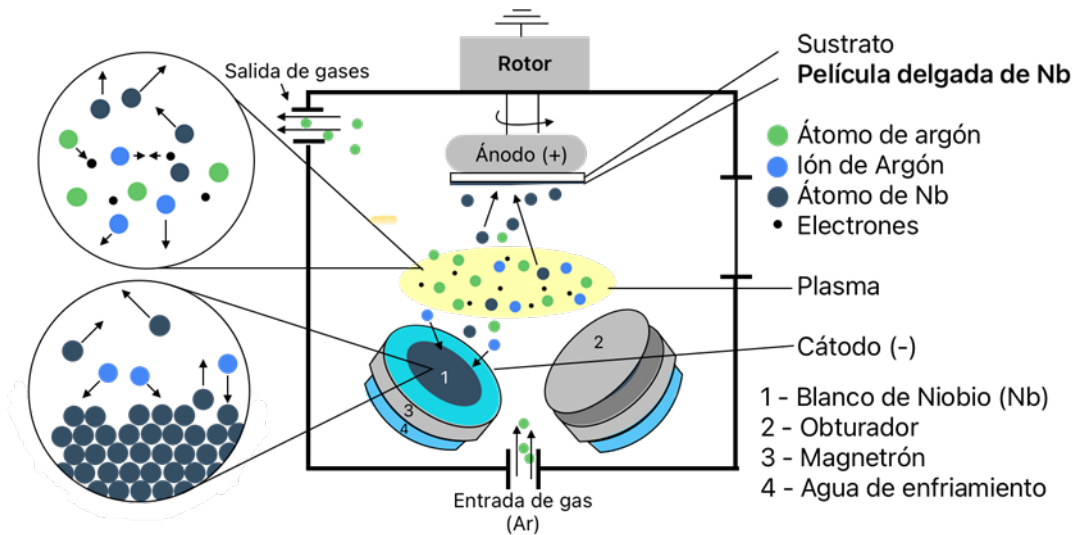 Rotor
Salida de gases
Ánodo (+)
Sustrato
Película delgada de Nb
Átomo de argón
Ión de Argón
Átomo de Nb
Electrones
Plasma
Cátodo (-)
1
2
3
4
1 - Blanco de Niobio (Nb)
2 - Obturador
3 - Magnetrón
4 - Agua de enfriamiento
Entrada de gas
(Ar)